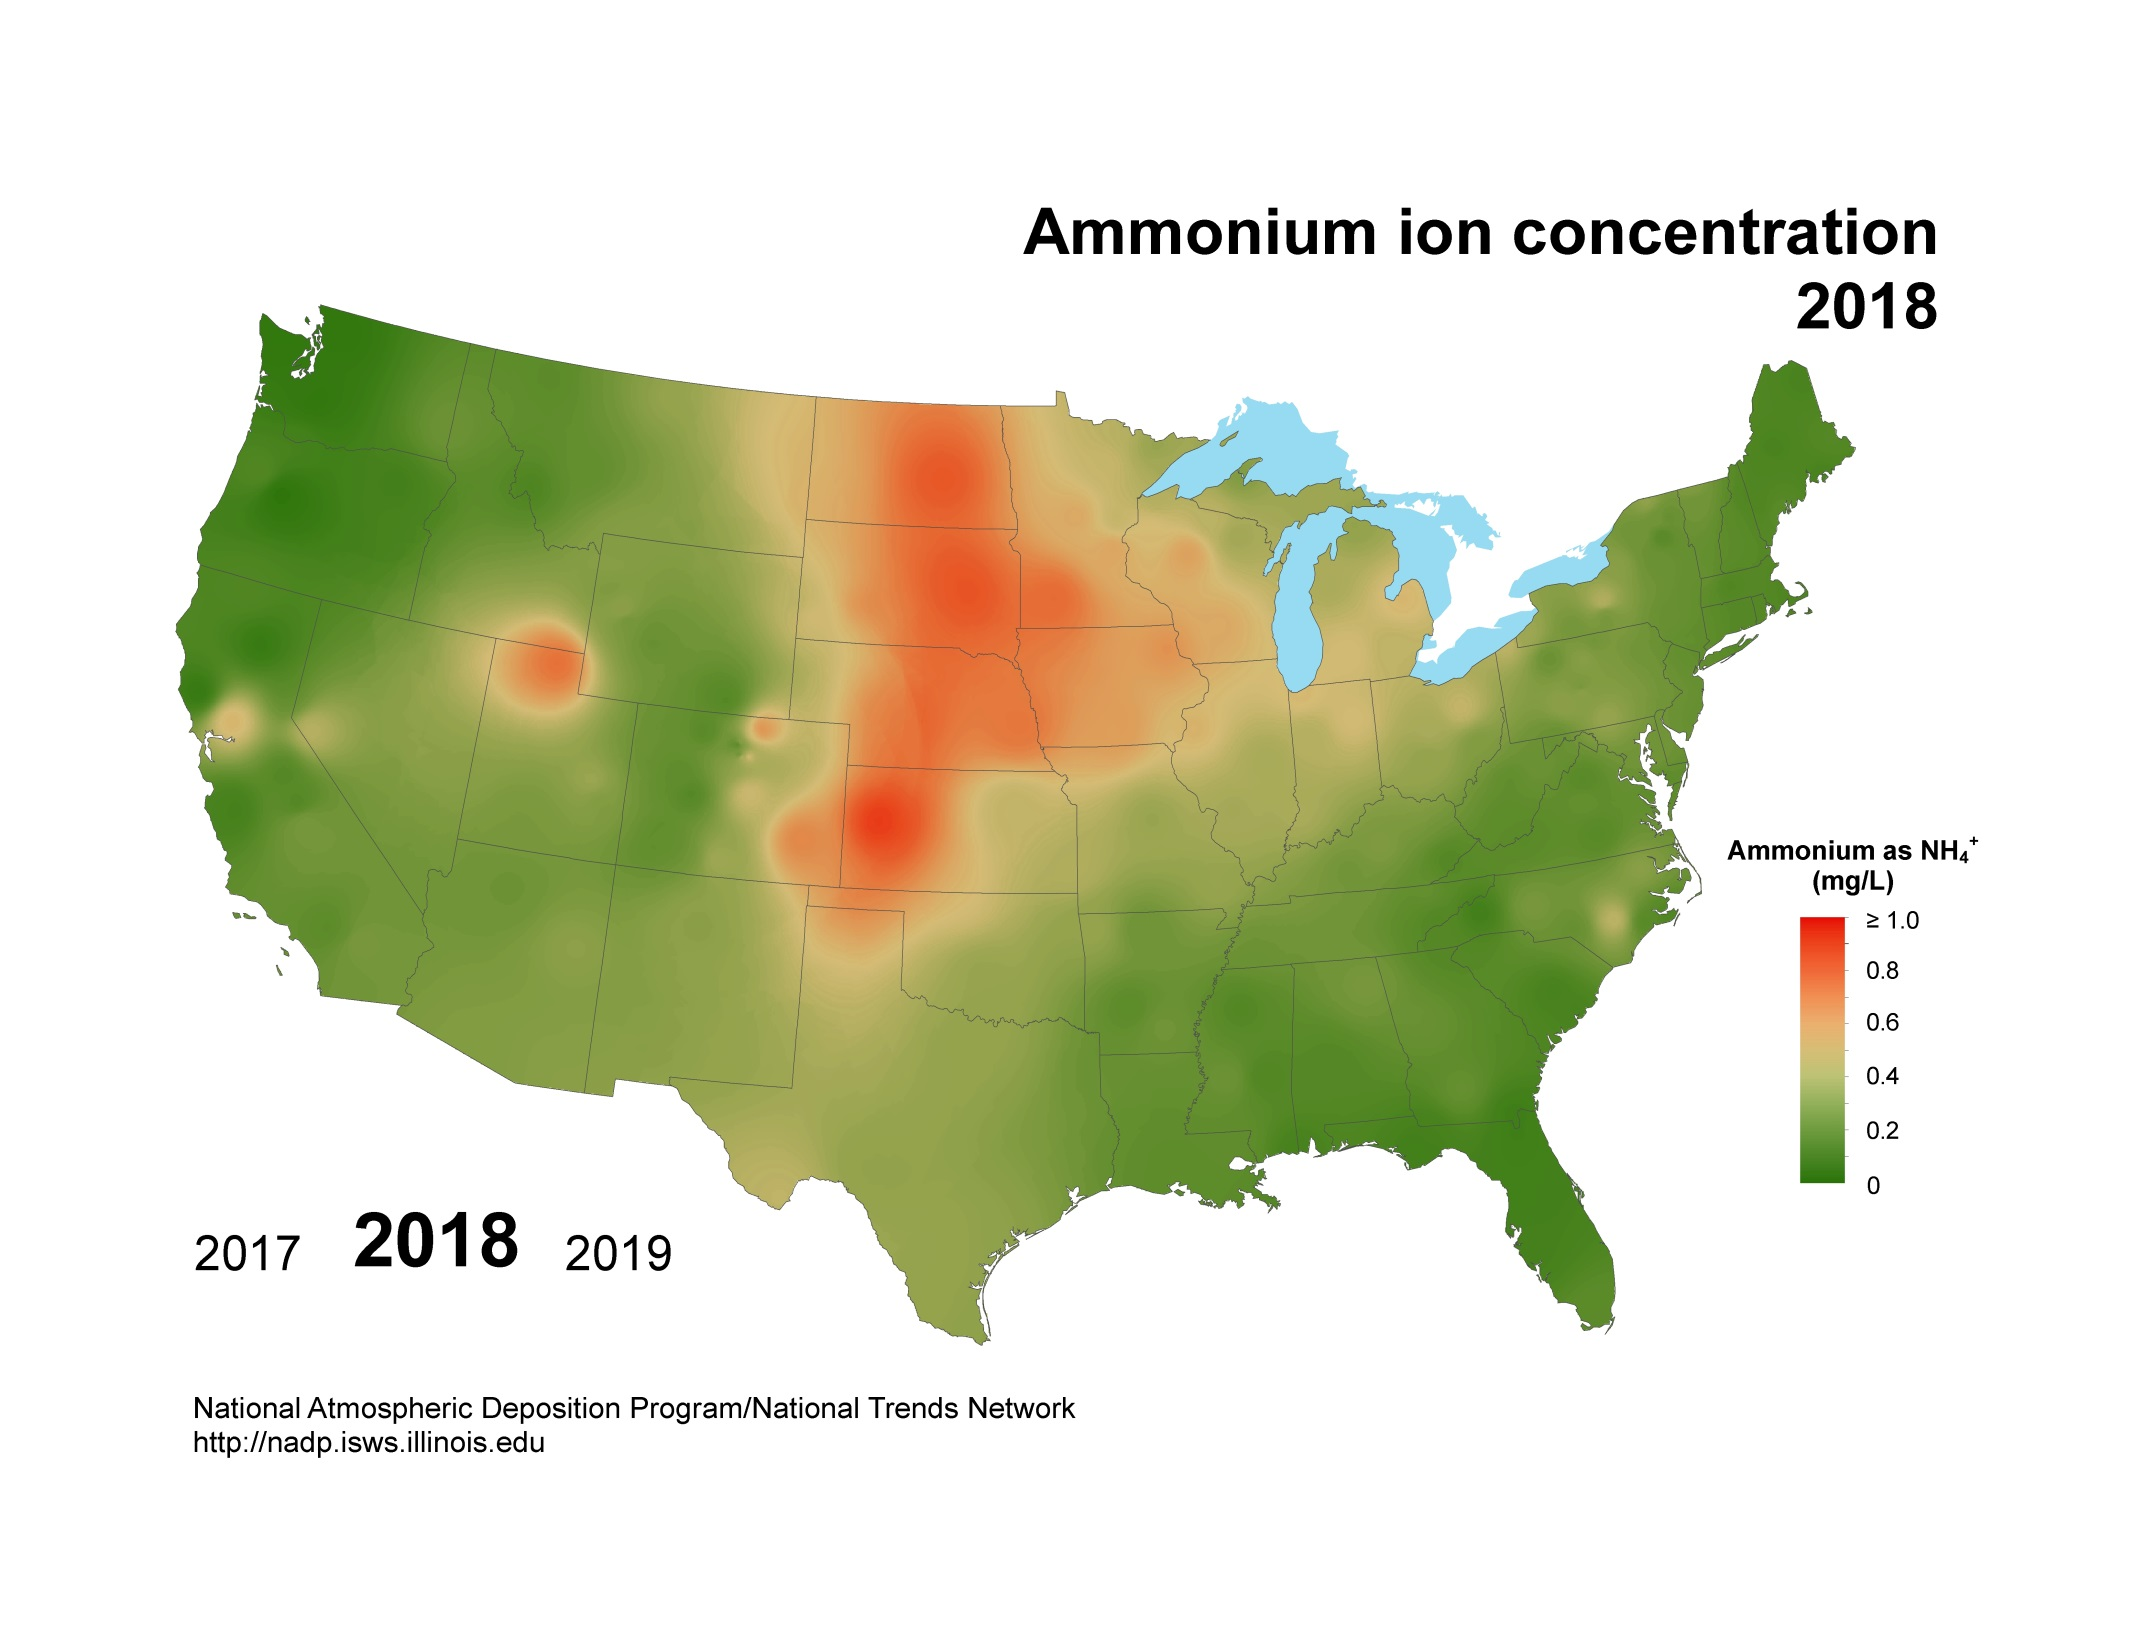 Ammonium ion concentration
2018
Ammonium as NH₄⁺
(mg/L)
≥ 1.0
0.8
0.6
0.4
0.2
0
2017 2018 2019
National Atmospheric Deposition Program/National Trends Network
http://nadp.isws.illinois.edu